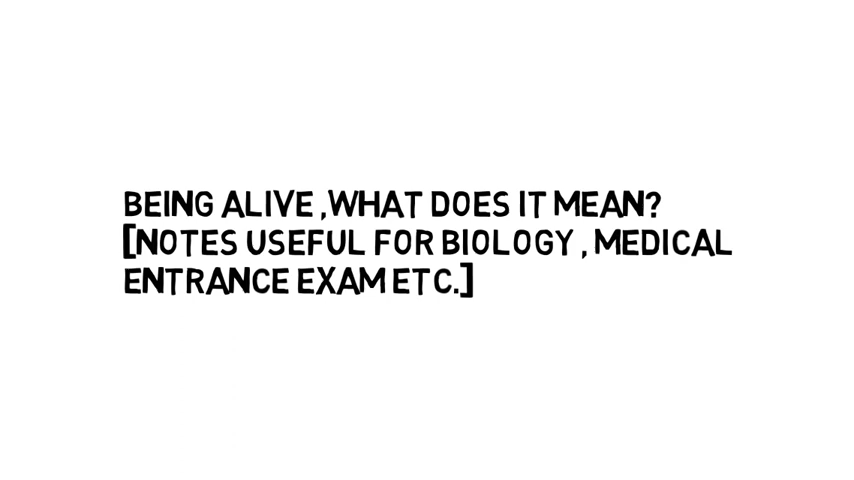 BEING ALIVE ,WHAT DOES IT MEAN?
[NOTES USEFUL FOR BIOLOGY , MEDICAL
ENTRANCE EXAM ETC.]